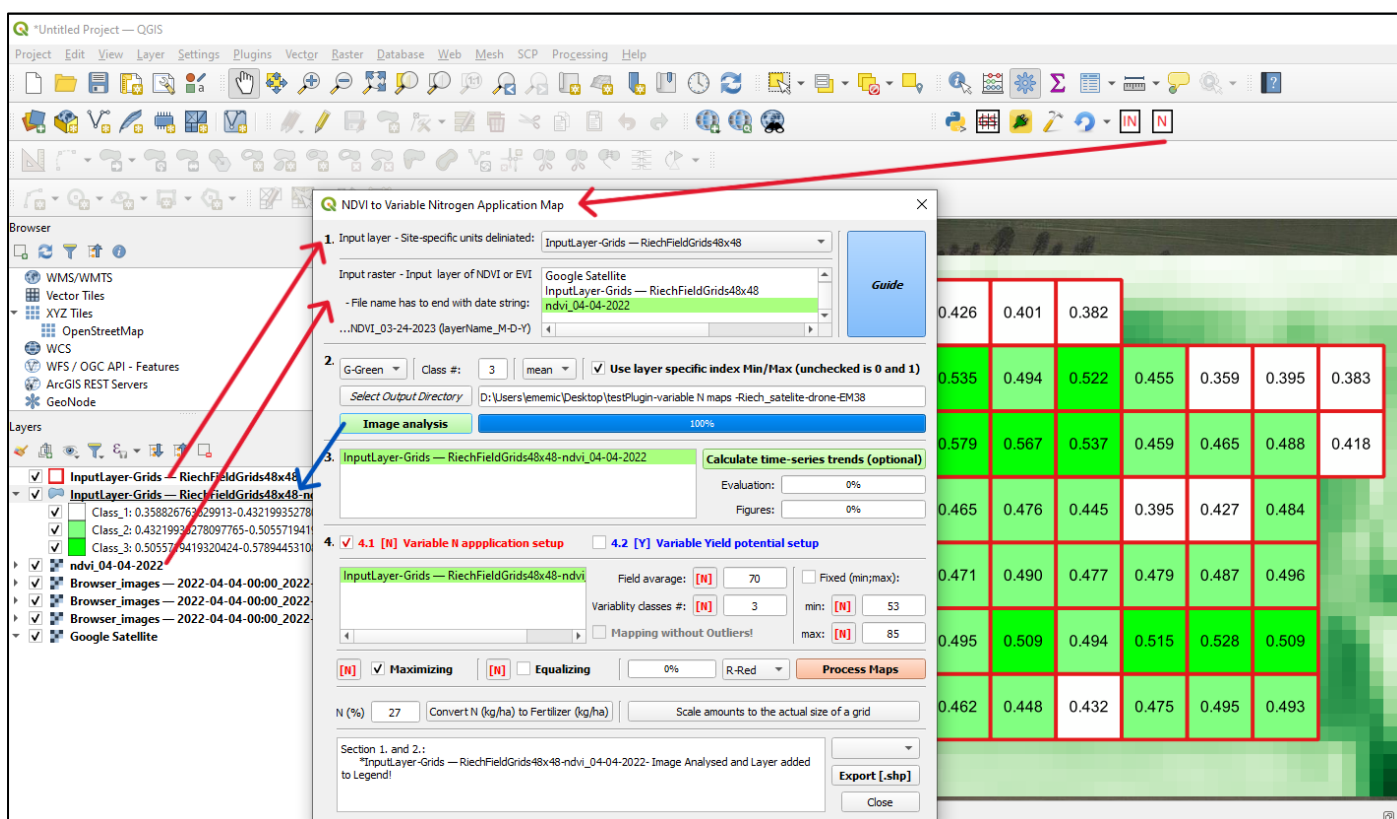 *Untitled Project — QGIS
Project Edit View Layer Settings Plugins Vector Raster Database Web Mesh SCP Processing Help
IN N
NDVI to Variable Nitrogen Application Map
Browser
WMS/WMTS
Vector Tiles
XYZ Tiles
OpenStreetMap
WCS
WFS / OGC API - Features
ArcGIS REST Servers
GeoNode
Layers
InputLayer-Grids — RiechFieldGrids48x48
InputLayer-Grids — RiechFieldGrids48x48-nd
Class_1: 0.358826763629913-0.43219935278
Class_2: 0.43219935278097765-0.505571941
Class_3: 0.5055719419320424-0.5789445310
ndvi_04-04-2022
Browser_images — 2022-04-04-00:00_2022-
Browser_images — 2022-04-04-00:00_2022-
Browser_images — 2022-04-04-00:00_2022-
Google Satellite
1. Input layer - Site-specific units deliniated: InputLayer-Grids — RiechFieldGrids48x48
Guide
Input raster - Input layer of NDVI or EVI
- File name has to end with date string:
...NDVI_03-24-2023 (layerName_M-D-Y)
Google Satellite
InputLayer-Grids — RiechFieldGrids48x48
ndvi_04-04-2022
2. G-Green Class #: 3 mean Use layer specific index Min/Max (unchecked is 0 and 1)
Select Output Directory D:\Users\ememic\Desktop\testPlugin-variable N maps -Riech_satelite-drone-EM38
Image analysis 100%
3. InputLayer-Grids — RiechFieldGrids48x48-ndvi_04-04-2022 Calculate time-series trends (optional)
Evaluation: 0%
Figures: 0%
4. 4.1 [N] Variable N appplication setup 4.2 [Y] Variable Yield potential setup
InputLayer-Grids — RiechFieldGrids48x48-ndvi Field avarage: [N] 70 Fixed (min;max):
Variablity classes #: [N] 3 min: [N] 53
Mapping without Outliers! max: [N] 85
[N] Maximizing [N] Equalizing 0% R-Red Process Maps
N (%) 27 Convert N (kg/ha) to Fertilizer (kg/ha) Scale amounts to the actual size of a grid
Section 1. and 2.:
*InputLayer-Grids — RiechFieldGrids48x48-ndvi_04-04-2022- Image Analysed and Layer added
to Legend!
Export [.shp]
Close
0.426 0.401 0.382
0.535 0.494 0.522 0.455 0.359 0.395 0.383
0.579 0.567 0.537 0.459 0.465 0.488 0.418
0.465 0.476 0.445 0.395 0.427 0.484
0.471 0.490 0.477 0.479 0.487 0.496
0.495 0.509 0.494 0.515 0.528 0.509
0.462 0.448 0.432 0.475 0.495 0.493